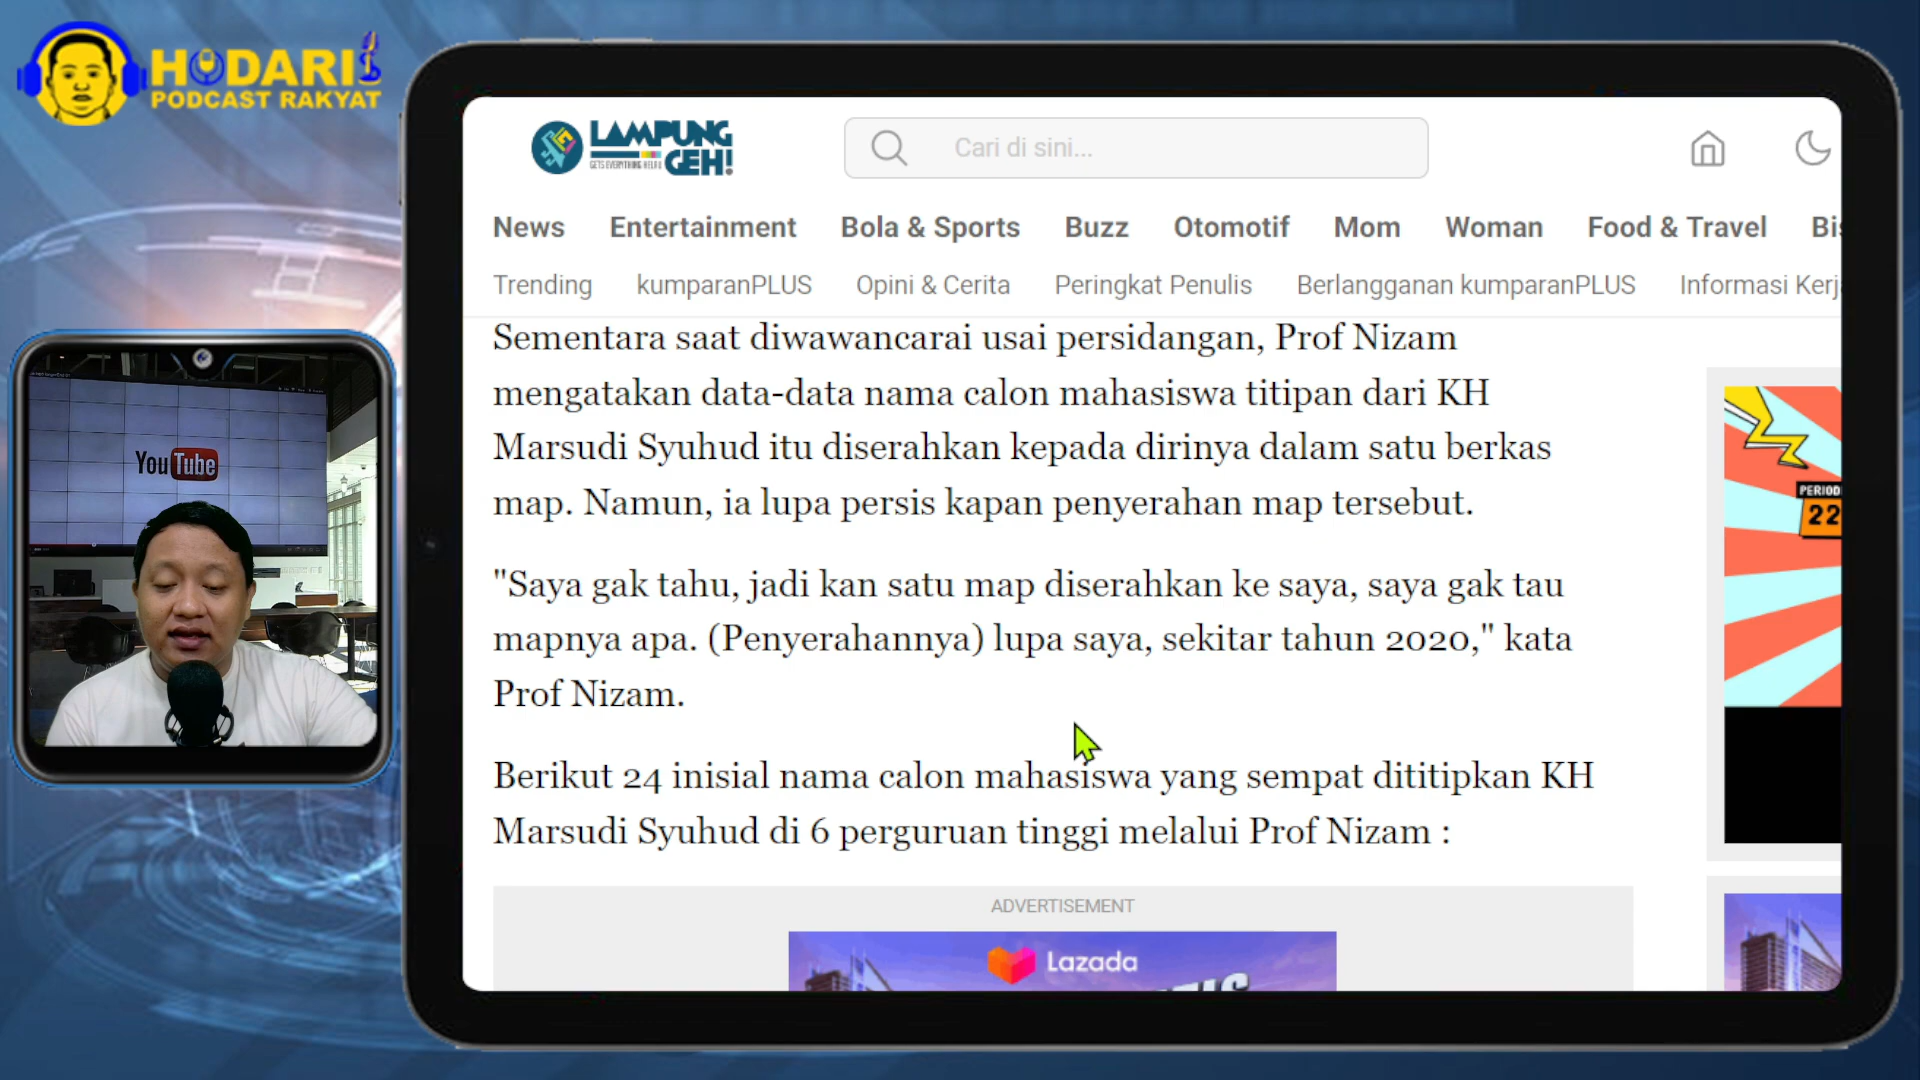 HODARI
PODCAST RAKYAT
YouTube
LAMPUNG
GEH!
Cari di sini...
News Entertainment Bola & Sports Buzz Otomotif Mom Woman Food & Travel
Trending kumparanPLUS Opini & Cerita Peringkat Penulis Berlangganan kumparanPLUS Informasi
Sementara saat diwawancarai usai persidangan, Prof Nizam
mengatakan data-data nama calon mahasiswa titipan dari KH
Marsudi Syuhud itu diserahkan kepada dirinya dalam satu berkas
map. Namun, ia lupa persis kapan penyerahan map tersebut.
"Saya gak tahu, jadi kan satu map diserahkan ke saya, saya gak tau
mapnya apa. (Penyerahannya) lupa saya, sekitar tahun 2020," kata
Prof Nizam.
Berikut 24 inisial nama calon mahasiswa yang sempat dititipkan KH
Marsudi Syuhud di 6 perguruan tinggi melalui Prof Nizam :
PERIOD
22
ADVERTISEMENT
Lazada